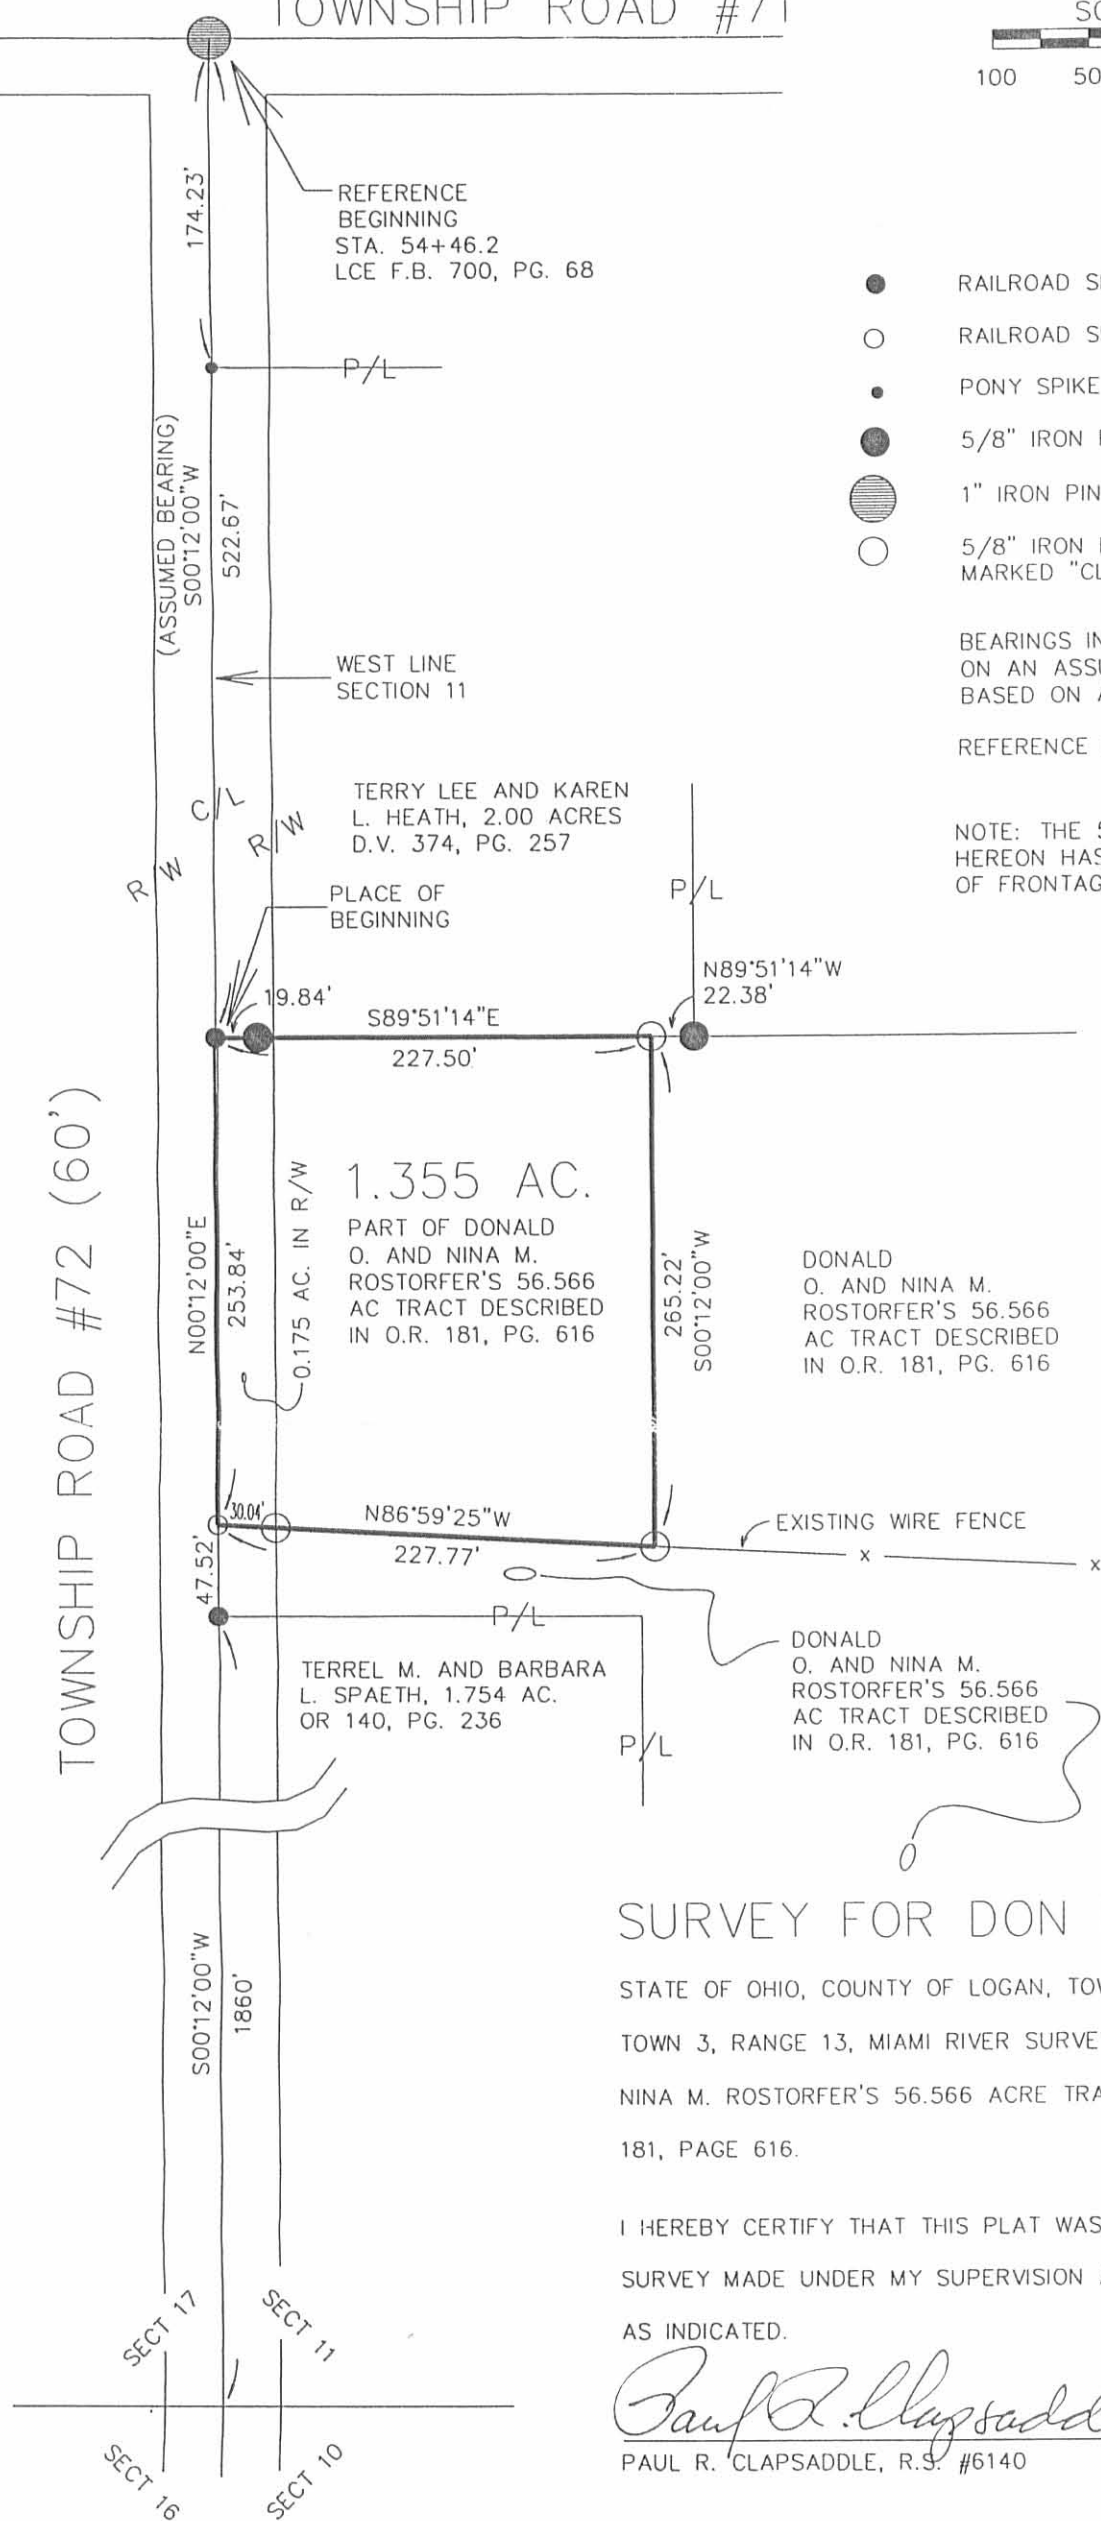 TOWNSHIP ROAD #71
100 50
174.23'
REFERENCE
BEGINNING
STA. 54+46.2
LCE F.B. 700, PG. 68
P/L
(ASSUMED BEARING)
S00°12'00"W
522.67'
RAILROAD
RAILROAD
PONY SPIKE
5/8" IRON
1" IRON PIN
5/8" IRON
MARKED
BEARINGS
ON AN
BASED ON
REFERENCE
NOTE: THE
HEREON HAS
OF
WEST LINE
SECTION 11
C/L
R/W
R W
TERRY LEE AND KAREN
L. HEATH, 2.00 ACRES
D.V. 374, PG. 257
P/L
PLACE OF
BEGINNING
N89°51'14"W
22.38'
19.84'
S89°51'14"E
227.50'
TOWNSHIP ROAD #72 (60')
N00°12'00"E
253.84'
0.175 AC. IN R/W
1.355 AC.
PART OF DONALD
O. AND NINA M.
ROSTORFER'S 56.566
AC TRACT DESCRIBED
IN O.R. 181, PG. 616
265.22'
S00°12'00"W
DONALD
O. AND NINA M.
ROSTORFER'S 56.566
AC TRACT DESCRIBED
IN O.R. 181, PG. 616
30.04'
N86°59'25"W
227.77'
EXISTING WIRE FENCE
x x
47.52'
P/L
TERREL M. AND BARBARA
L. SPAETH, 1.754 AC.
OR 140, PG. 236
P/L
DONALD
O. AND NINA M.
ROSTORFER'S 56.566
AC TRACT DESCRIBED
IN O.R. 181, PG. 616
S00°12'00"W
1860'
SURVEY FOR DON
STATE OF OHIO, COUNTY OF LOGAN,
TOWN 3, RANGE 13, MIAMI RIVER
NINA M. ROSTORFER'S 56.566 ACRE
181, PAGE 616.
I HEREBY CERTIFY THAT THIS PLAT WAS
SURVEY MADE UNDER MY SUPERVISION
AS INDICATED.
Paul R. Clapsadd
PAUL R. CLAPSADDLE, R.S. #6140
SECT 17
SECT 11
SECT 16
SECT 10